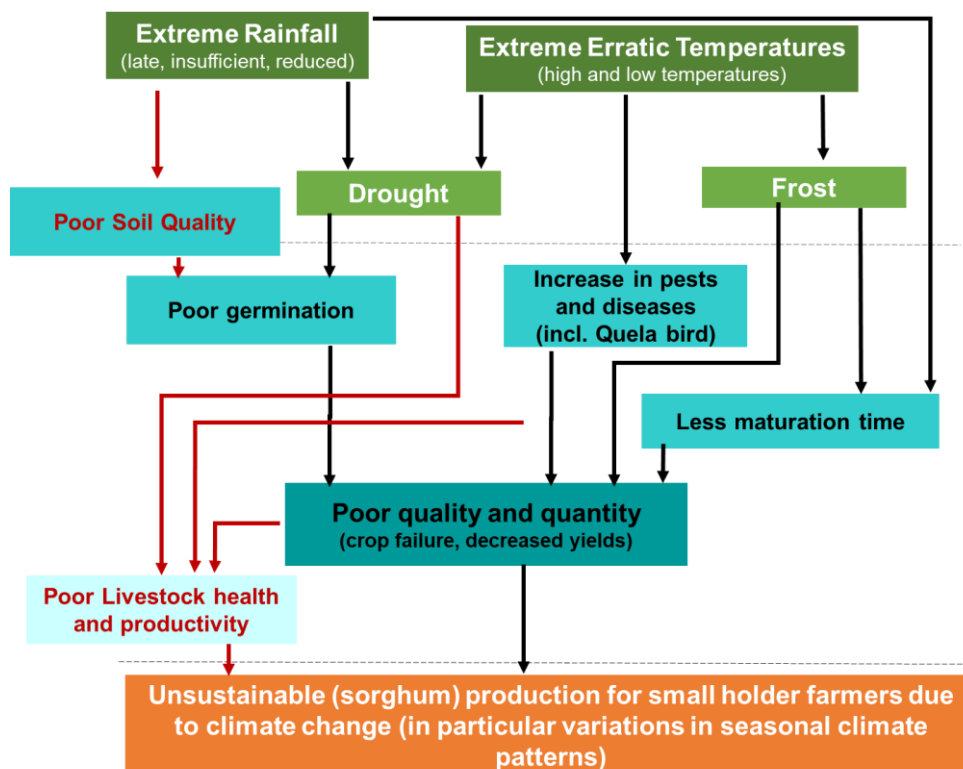 Extreme Rainfall
(late, insufficient, reduced)
Extreme Erratic Temperatures
(high and low temperatures)
Drought
Frost
Poor Soil Quality
Poor germination
Increase in pests
and diseases
(incl. Quela bird)
Less maturation time
Poor quality and quantity
(crop failure, decreased yields)
Poor Livestock health
and productivity
Unsustainable (sorghum) production for small holder farmers due
to climate change (in particular variations in seasonal climate
patterns)